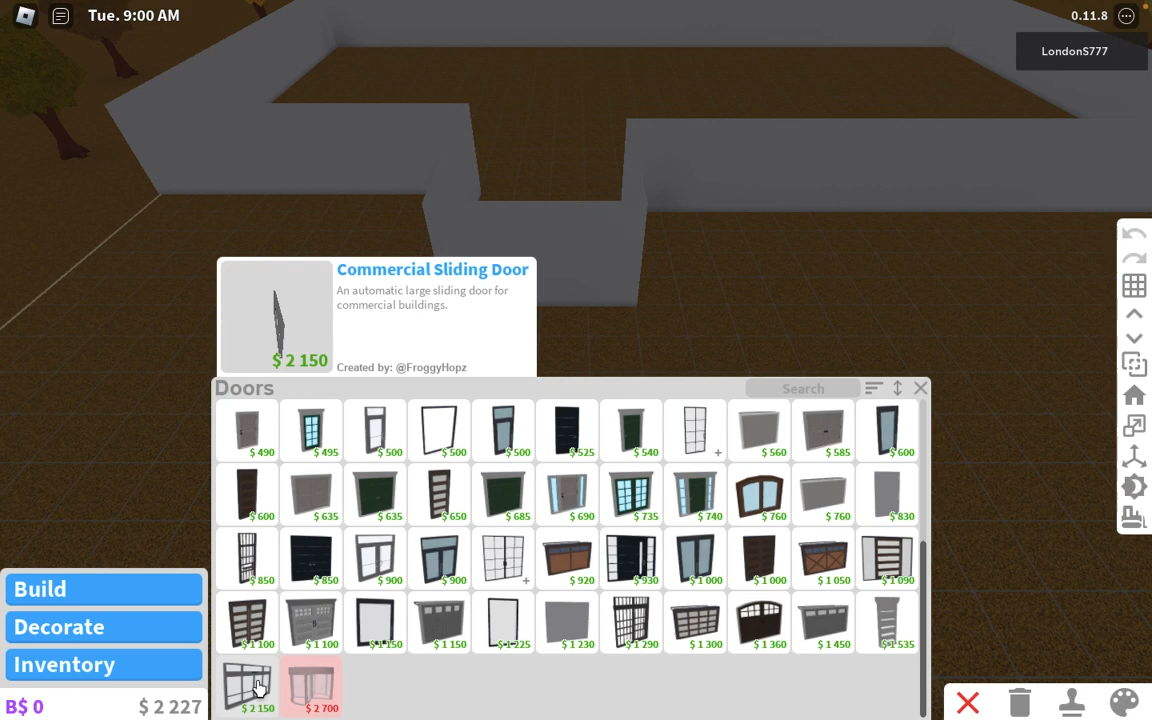 Tue. 9:00 AM
0.11.8
LondonS777
Commercial Sliding Door
An automatic large sliding door for
commercial buildings.
$ 2 150
Created by: @FroggyHopz
Doors
Search
$ 490 $ 495 $ 500 $ 500 $ 500 $ 525 $ 540 + $ 560 $ 585 $ 600
$ 600 $ 635 $ 635 $ 650 $ 685 $ 690 $ 735 $ 740 $ 760 $ 760 $ 830
$ 850 $ 850 $ 900 $ 900 + $ 920 $ 930 $ 1 000 $ 1 000 $ 1 050 $ 1 090
$ 1 100 $ 1 100 $ 1 150 $ 1 150 $ 1 225 $ 1 230 $ 1 290 $ 1 300 $ 1 360 $ 1 450 $ 1 535
$ 2 150 $ 2 700
Build
Decorate
Inventory
B$ 0 $ 2 227